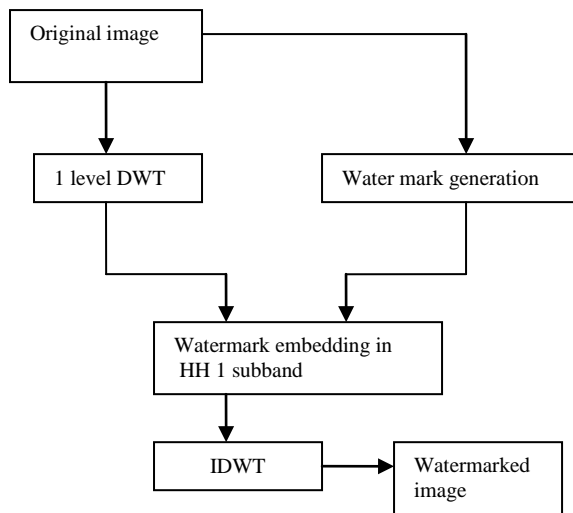 Original image
1 level DWT
Water mark generation
Watermark embedding in
HH 1 subband
IDWT
Watermarked
image